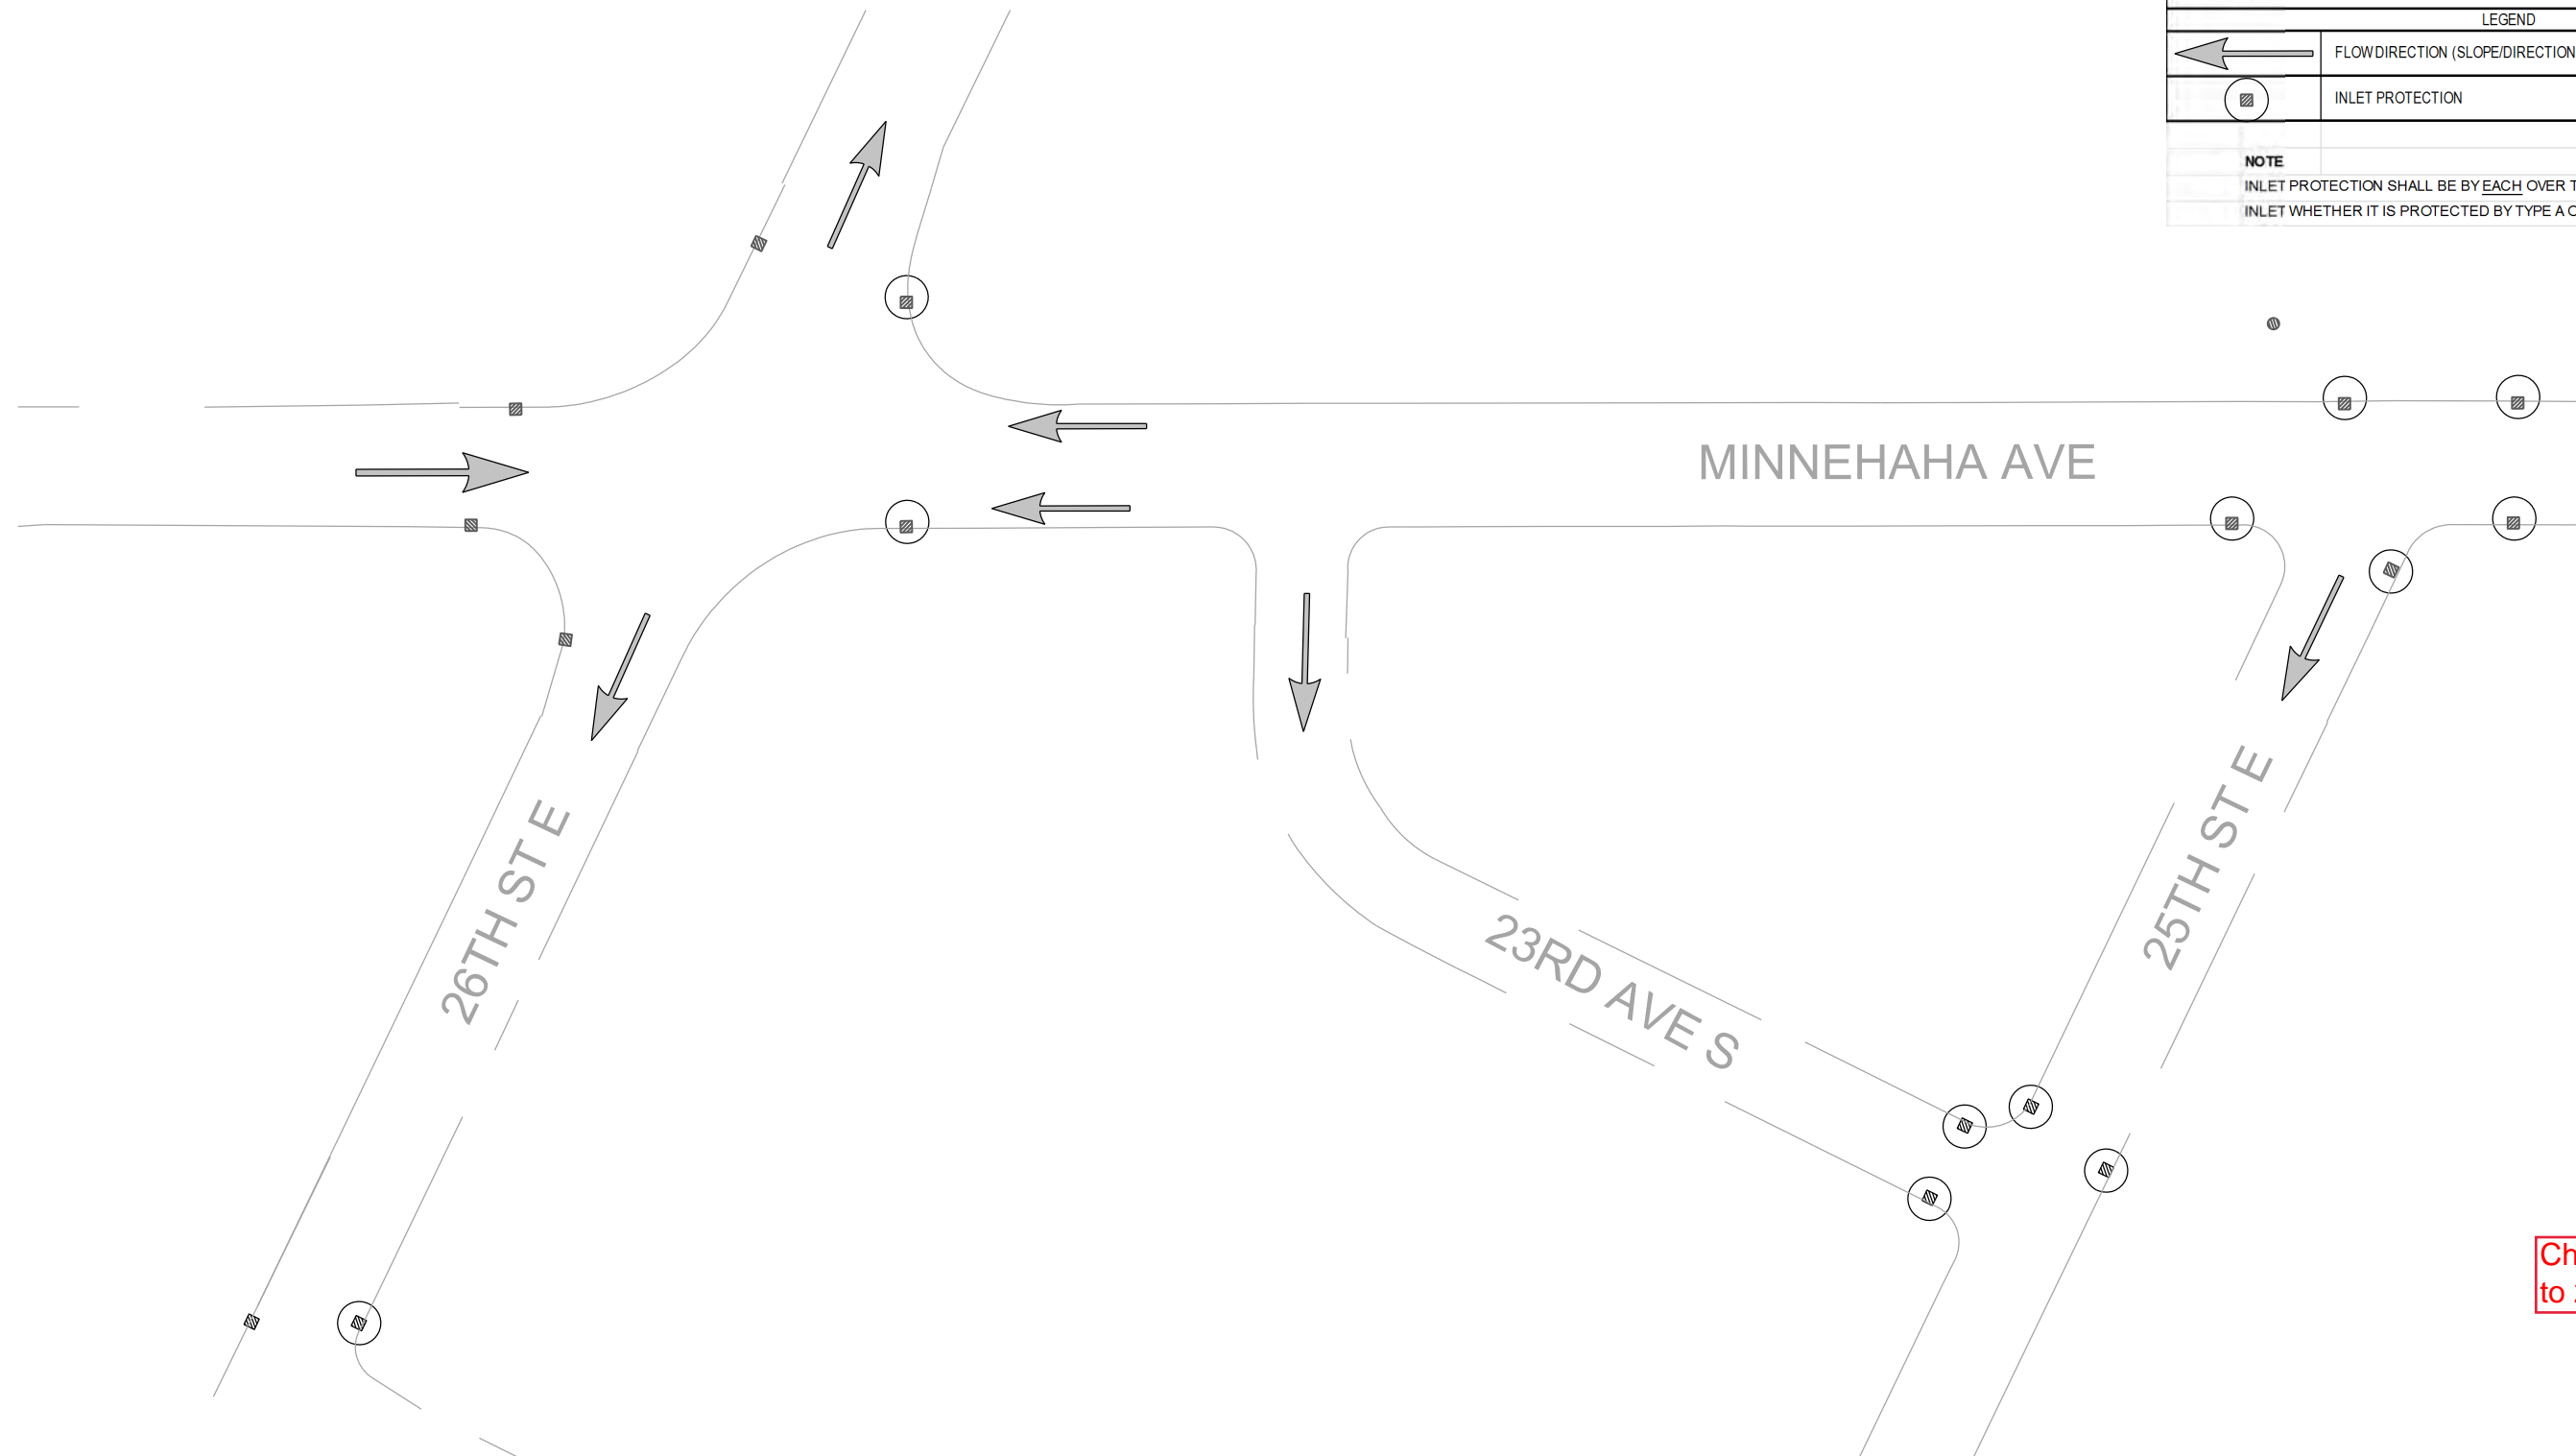 LEGEND
FLOW DIRECTION (SLOPE/DIRECTION
INLET PROTECTION
NOTE
INLET PROTECTION SHALL BE BY EACH OVER
INLET WHETHER IT IS PROTECTED BY TYPE A
MINNEHAHA AVE
26TH ST E
25TH ST E
23RD AVE S
to